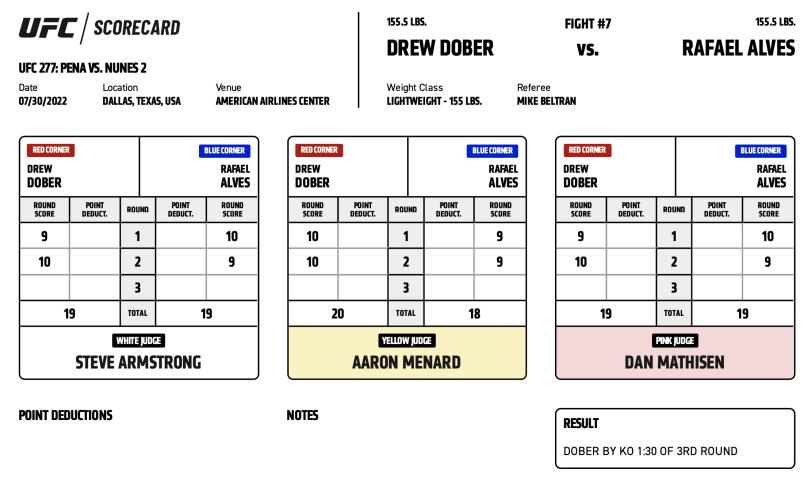 UFC / SCORECARD
UFC 277: PENA VS. NUNES 2
Date Location Venue
07/30/2022 DALLAS, TEXAS, USA AMERICAN AIRLINES CENTER
155.5 LBS. FIGHT #7 155.5 LBS.
DREW DOBER VS. RAFAEL ALVES
Weight Class Referee
LIGHTWEIGHT - 155 LBS. MIKE BELTRAN
RED CORNER BLUE CORNER
DREW RAFAEL
DOBER ALVES
ROUND POINT ROUND POINT ROUND
SCORE DEDUCT. DEDUCT. SCORE
9 1 10
10 2 9
3
19 TOTAL 19
WHITE JUDGE
STEVE ARMSTRONG
RED CORNER BLUE CORNER
DREW RAFAEL
DOBER ALVES
ROUND POINT ROUND POINT ROUND
SCORE DEDUCT. DEDUCT. SCORE
10 1 9
10 2 9
3
20 TOTAL 18
YELLOW JUDGE
AARON MENARD
RED CORNER BLUE CORNER
DREW RAFAEL
DOBER ALVES
ROUND POINT ROUND POINT ROUND
SCORE DEDUCT. DEDUCT. SCORE
9 1 10
10 2 9
3
19 TOTAL 19
PINK JUDGE
DAN MATHISEN
POINT DEDUCTIONS
NOTES
RESULT
DOBER BY KO 1:30 OF 3RD ROUND